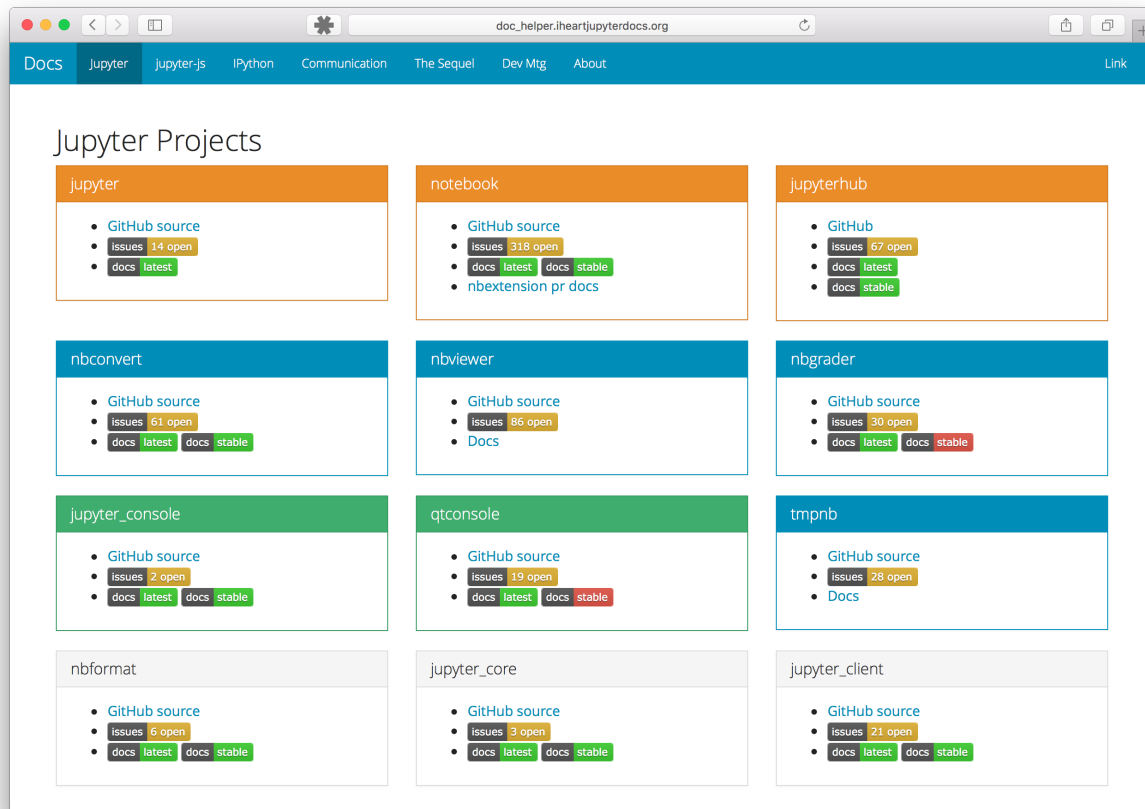 doc_helper.iheartjupyterdocs.org
Docs Jupyter jupyter-js IPython Communication The Sequel Dev Mtg About Link
Jupyter Projects
jupyter
GitHub source
issues 14 open
docs latest
notebook
GitHub source
issues 318 open
docs latest docs stable
nbextension pr docs
jupyterhub
GitHub
issues 67 open
docs latest
docs stable
nbconvert
GitHub source
issues 61 open
docs latest docs stable
nbviewer
GitHub source
issues 86 open
Docs
nbgrader
GitHub source
issues 30 open
docs latest docs stable
jupyter_console
GitHub source
issues 2 open
docs latest docs stable
qtconsole
GitHub source
issues 19 open
docs latest docs stable
tmpnb
GitHub source
issues 28 open
Docs
nbformat
GitHub source
issues 6 open
docs latest docs stable
jupyter_core
GitHub source
issues 3 open
docs latest docs stable
jupyter_client
GitHub source
issues 21 open
docs latest docs stable